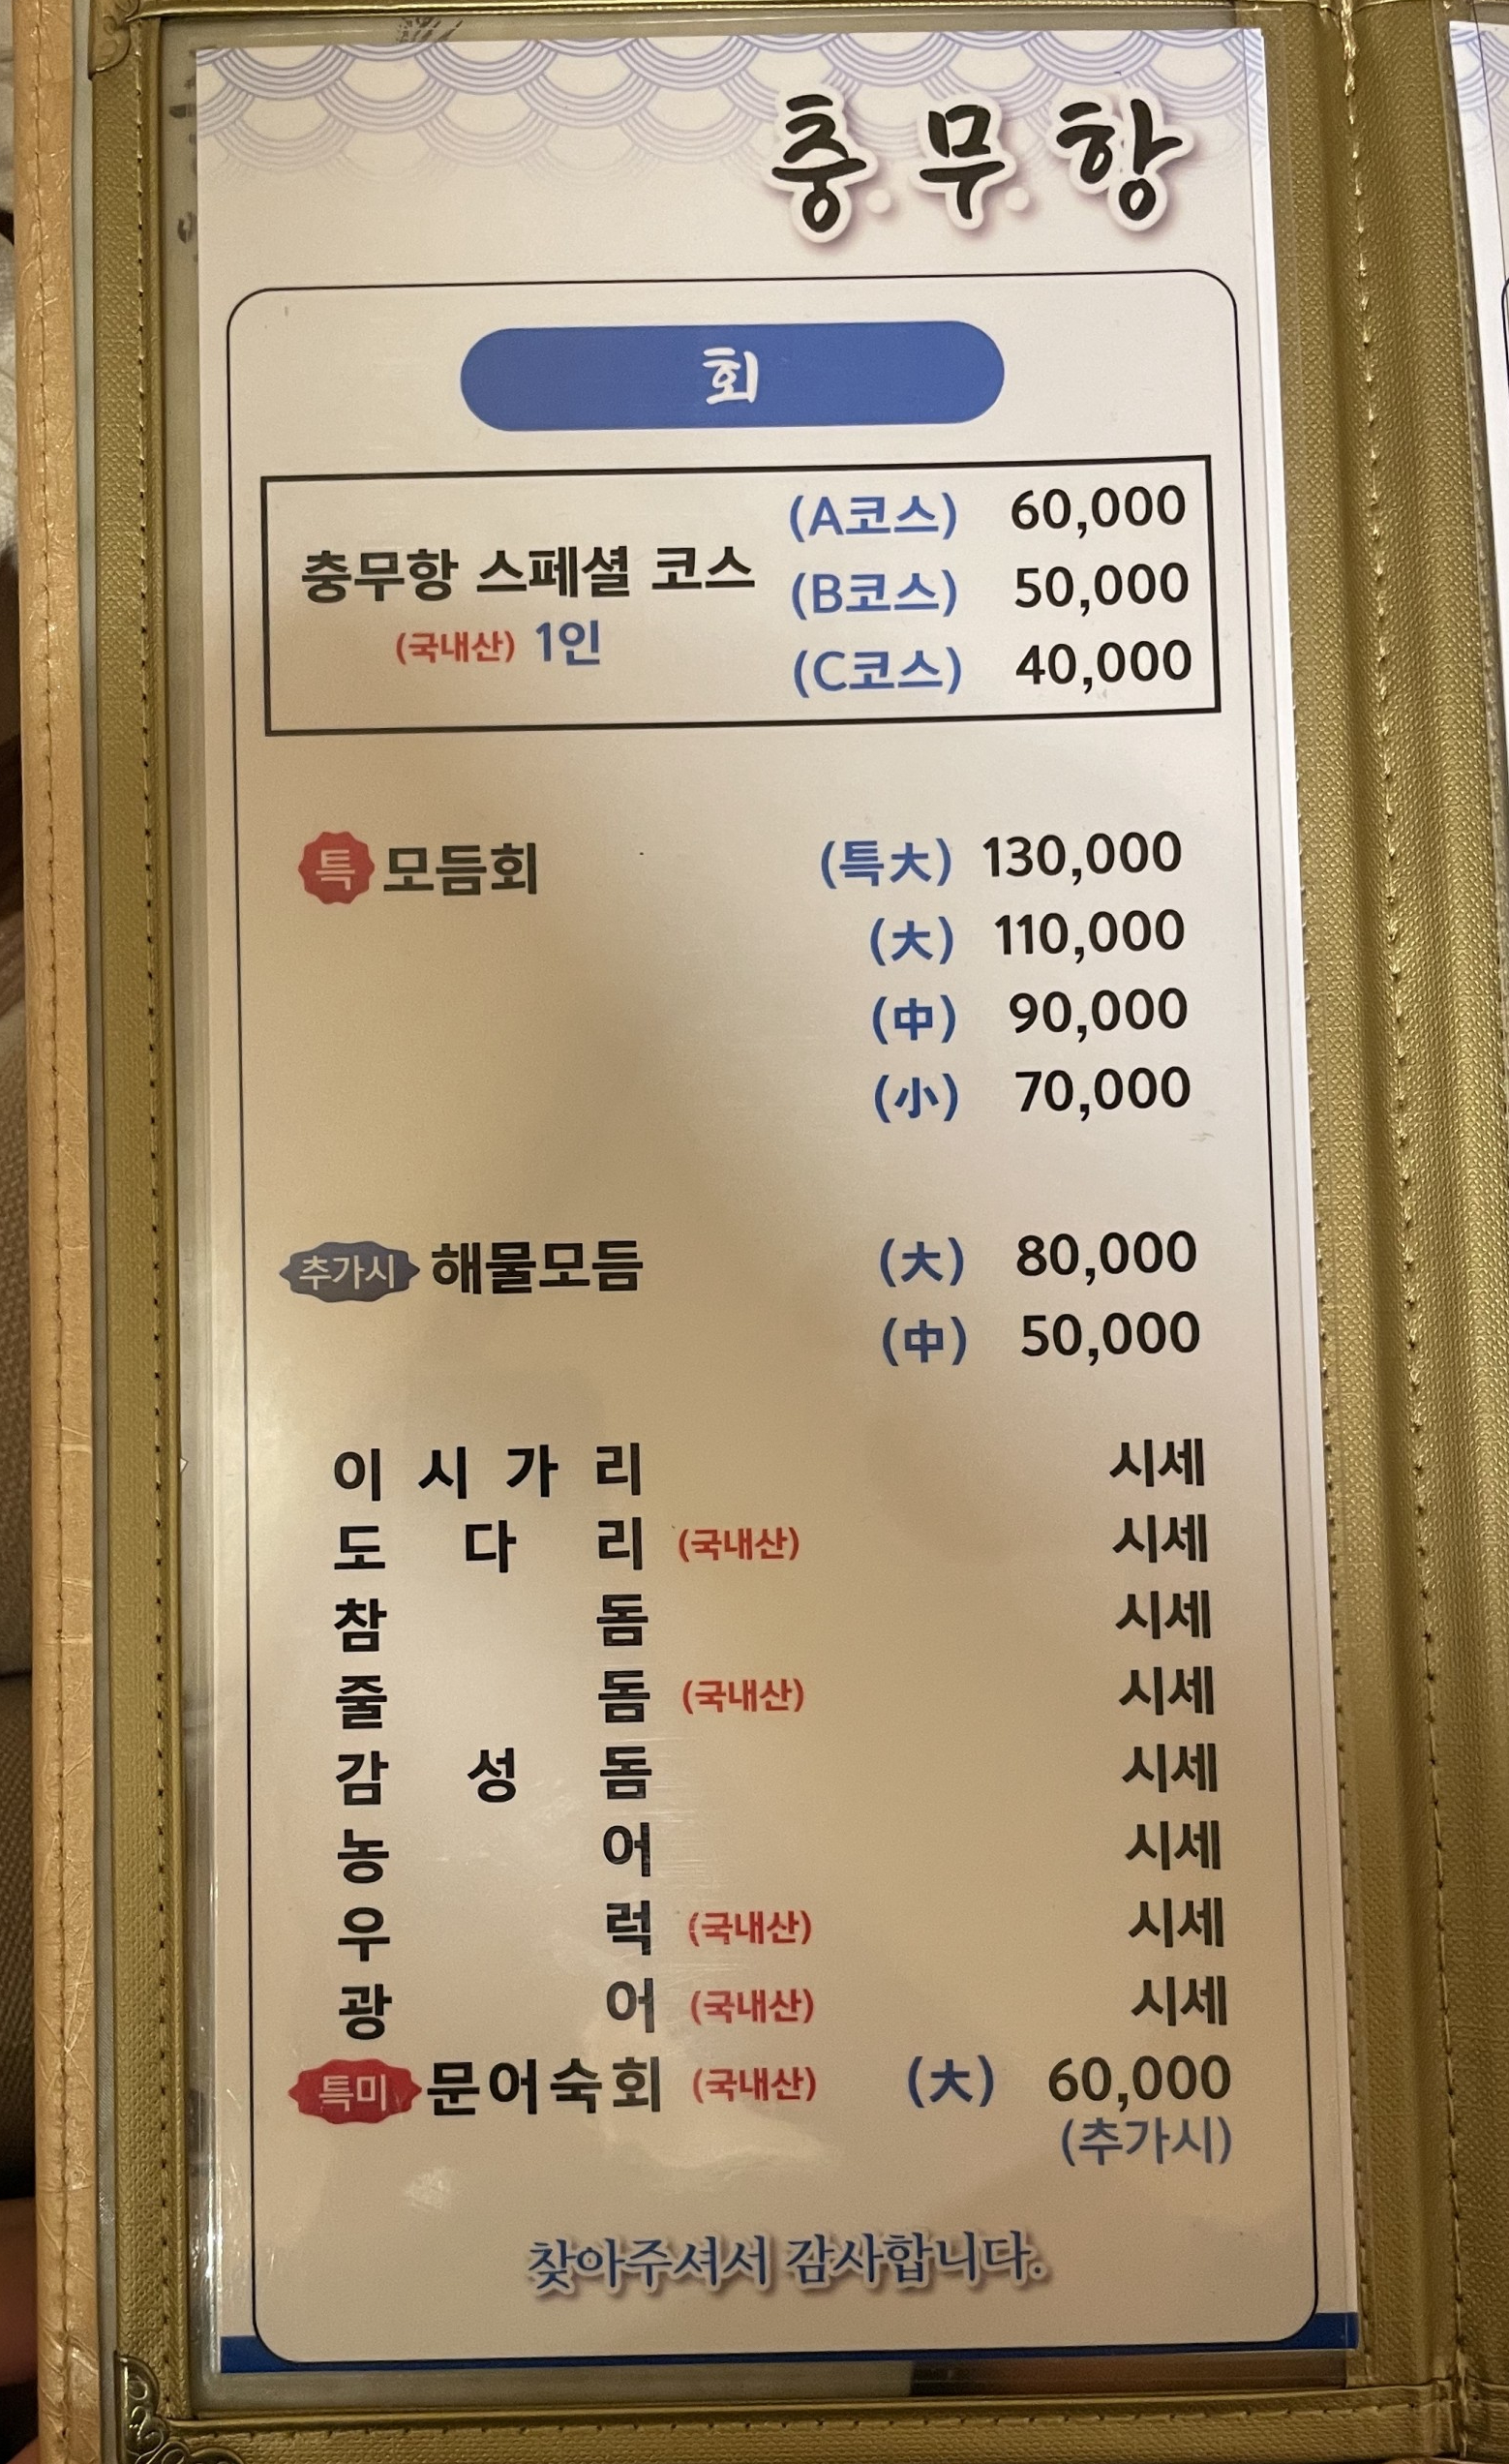 충.무.항
회
충무항 스페셜 코스
(국내산) 1인
(A코스) 60,000
(B코스) 50,000
(C코스) 40,000
특 모듬회 (특大) 130,000
(大) 110,000
(中) 90,000
(小) 70,000
추가시 해물모듬 (大) 80,000
(中) 50,000
이시가리 시세
도다리 (국내산) 시세
참돔 시세
줄돔 (국내산) 시세
감성돔 시세
농어 시세
우럭 (국내산) 시세
광어 (국내산) 시세
특미 문어숙회 (국내산) (大) 60,000
(추가시)
찾아주셔서 감사합니다.